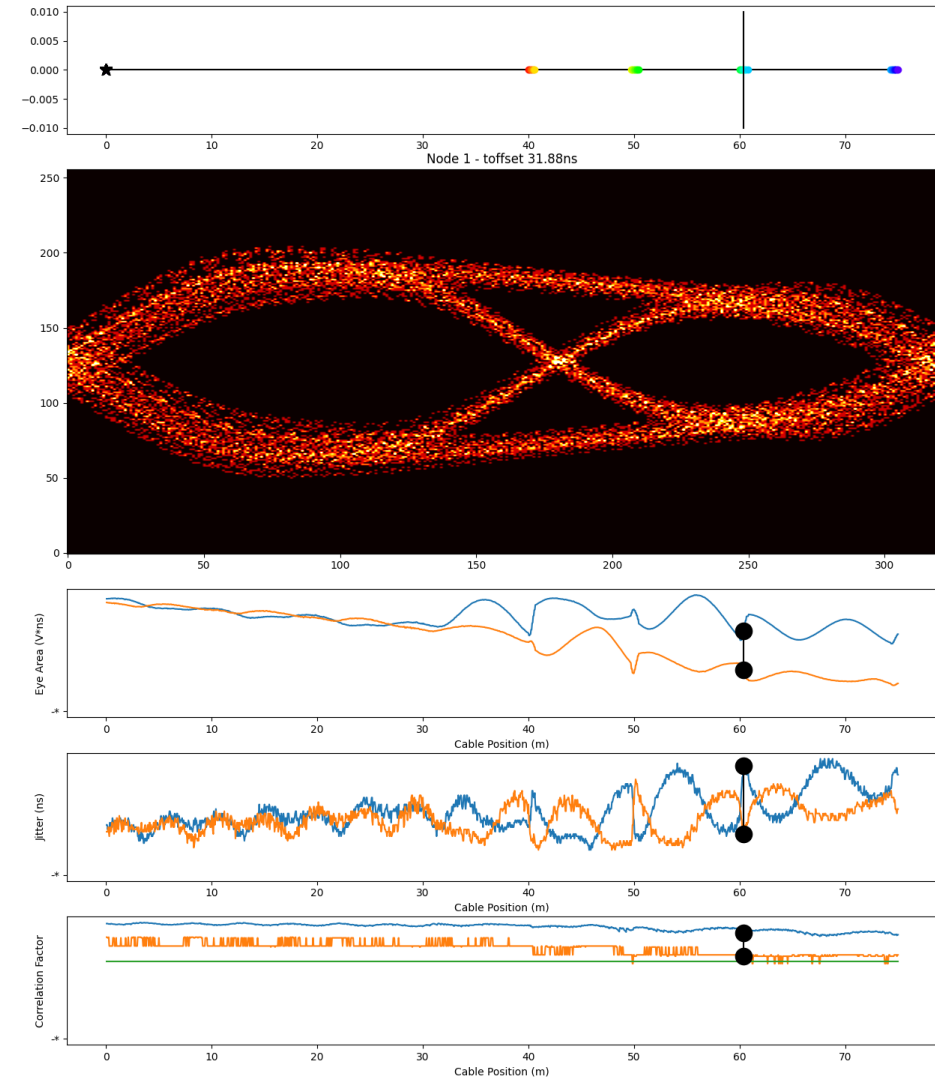 0.010
0.005
0.000
−0.005
−0.010
0 10 20 30 40 50 60 70
Node 1 - toffset 31.88ns
250
200
150
100
50
0
0 50 100 150 200 250 300
Eye Area (V*ns)
-*
0 10 20 30 40 50 60 70
Cable Position (m)
Jitter (ns)
-*
0 10 20 30 40 50 60 70
Cable Position (m)
Correlation Factor
-*
0 10 20 30 40 50 60 70
Cable Position (m)